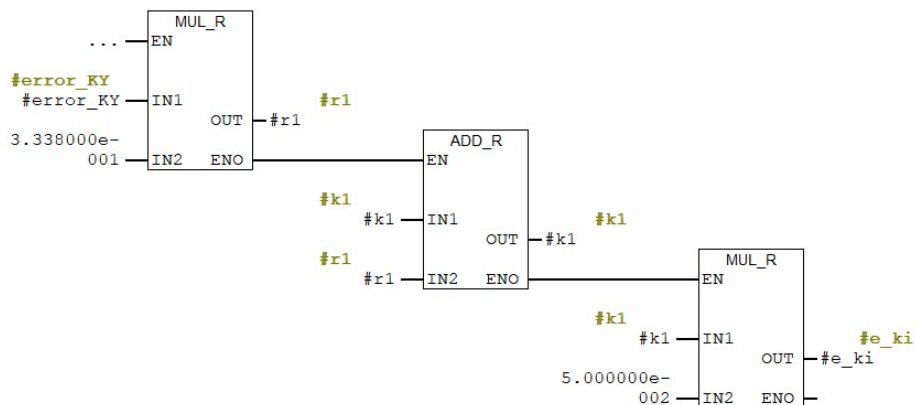 MUL_R
... EN
#error_KY
#error_KY IN1
#r1
OUT #r1
3.338000e-
001 IN2 ENO
ADD_R
EN
#k1
#k1 IN1
#k1
OUT #k1
#r1
#r1 IN2 ENO
MUL_R
EN
#k1
#k1 IN1
#e_ki
OUT #e_ki
5.000000e-
002 IN2 ENO